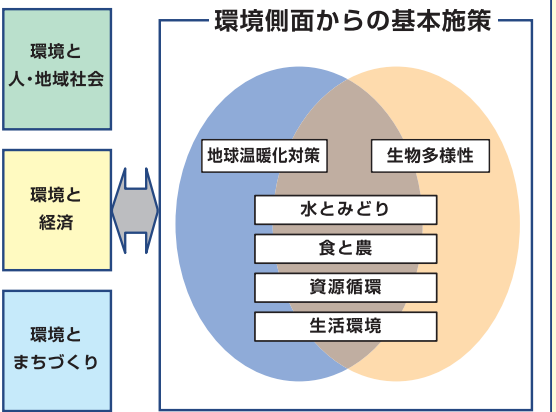 環境と
人・地域社会
環境と
経済
環境と
まちづくり
環境側面からの基本施策
地球温暖化対策
生物多様性
水とみどり
食と農
資源循環
生活環境